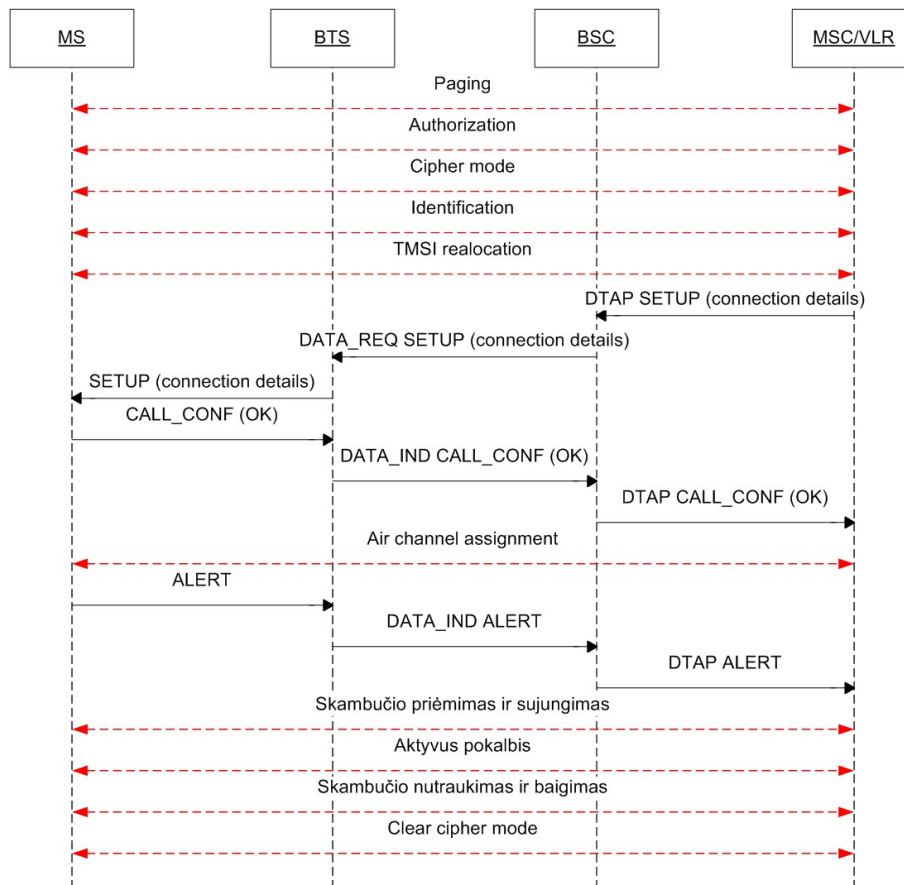 MS
BTS
BSC
MSC/VLR
Paging
Authorization
Cipher mode
Identification
TMSI realocation
DTAP SETUP (connection details)
DATA_REQ SETUP (connection details)
SETUP (connection details)
CALL_CONF (OK)
DATA_IND CALL_CONF (OK)
DTAP CALL_CONF (OK)
Air channel assignment
ALERT
DATA_IND ALERT
DTAP ALERT
Skambučio priėmimas ir sujungimas
Aktyvus pokalbis
Skambučio nutraukimas ir baigimas
Clear cipher mode